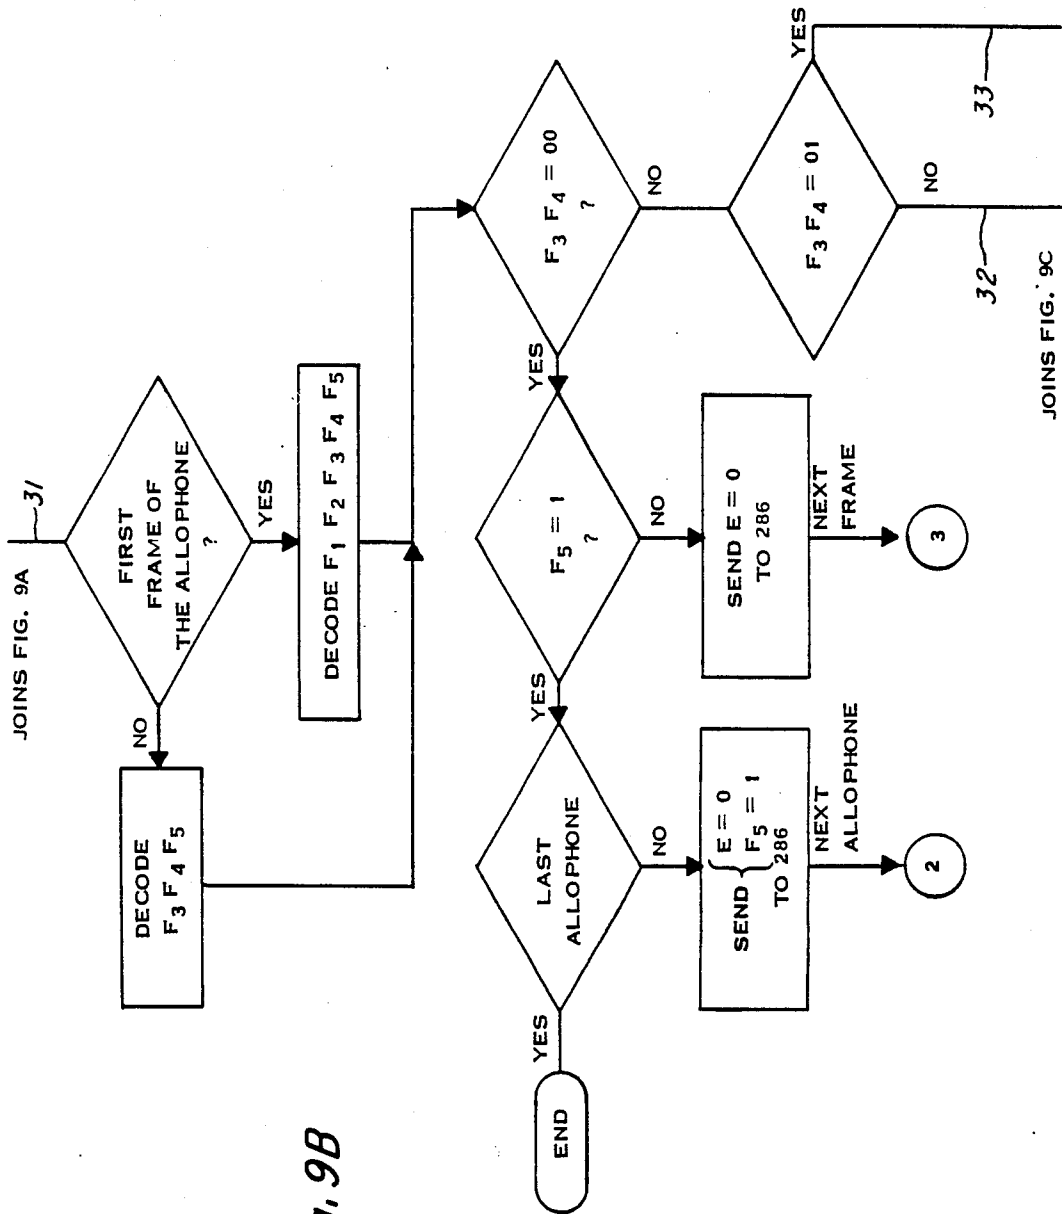 JOINS FIG. 9A
31
FIRST
FRAME OF
THE ALLOPHONE
?
NO
YES
DECODE
F3 F4 F5
DECODE F1 F2 F3 F4 F5
F3 F4 = 00
?
YES
NO
F5 = 1
?
YES
NO
LAST
ALLOPHONE
YES
NO
END
F3 F4 = 01
YES
NO
33
32
SEND E = 0
TO 286
NEXT
FRAME
3
SEND { E = 0
F5 = 1
TO 286
NEXT
ALLOPHONE
2
JOINS FIG. 9C
, 9B